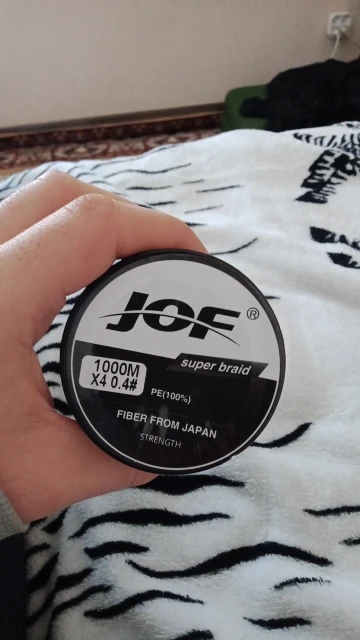 JOF®
super braid
1000M
X4 0.4#
PE(100%)
FIBER FROM JAPAN
STRENGTH